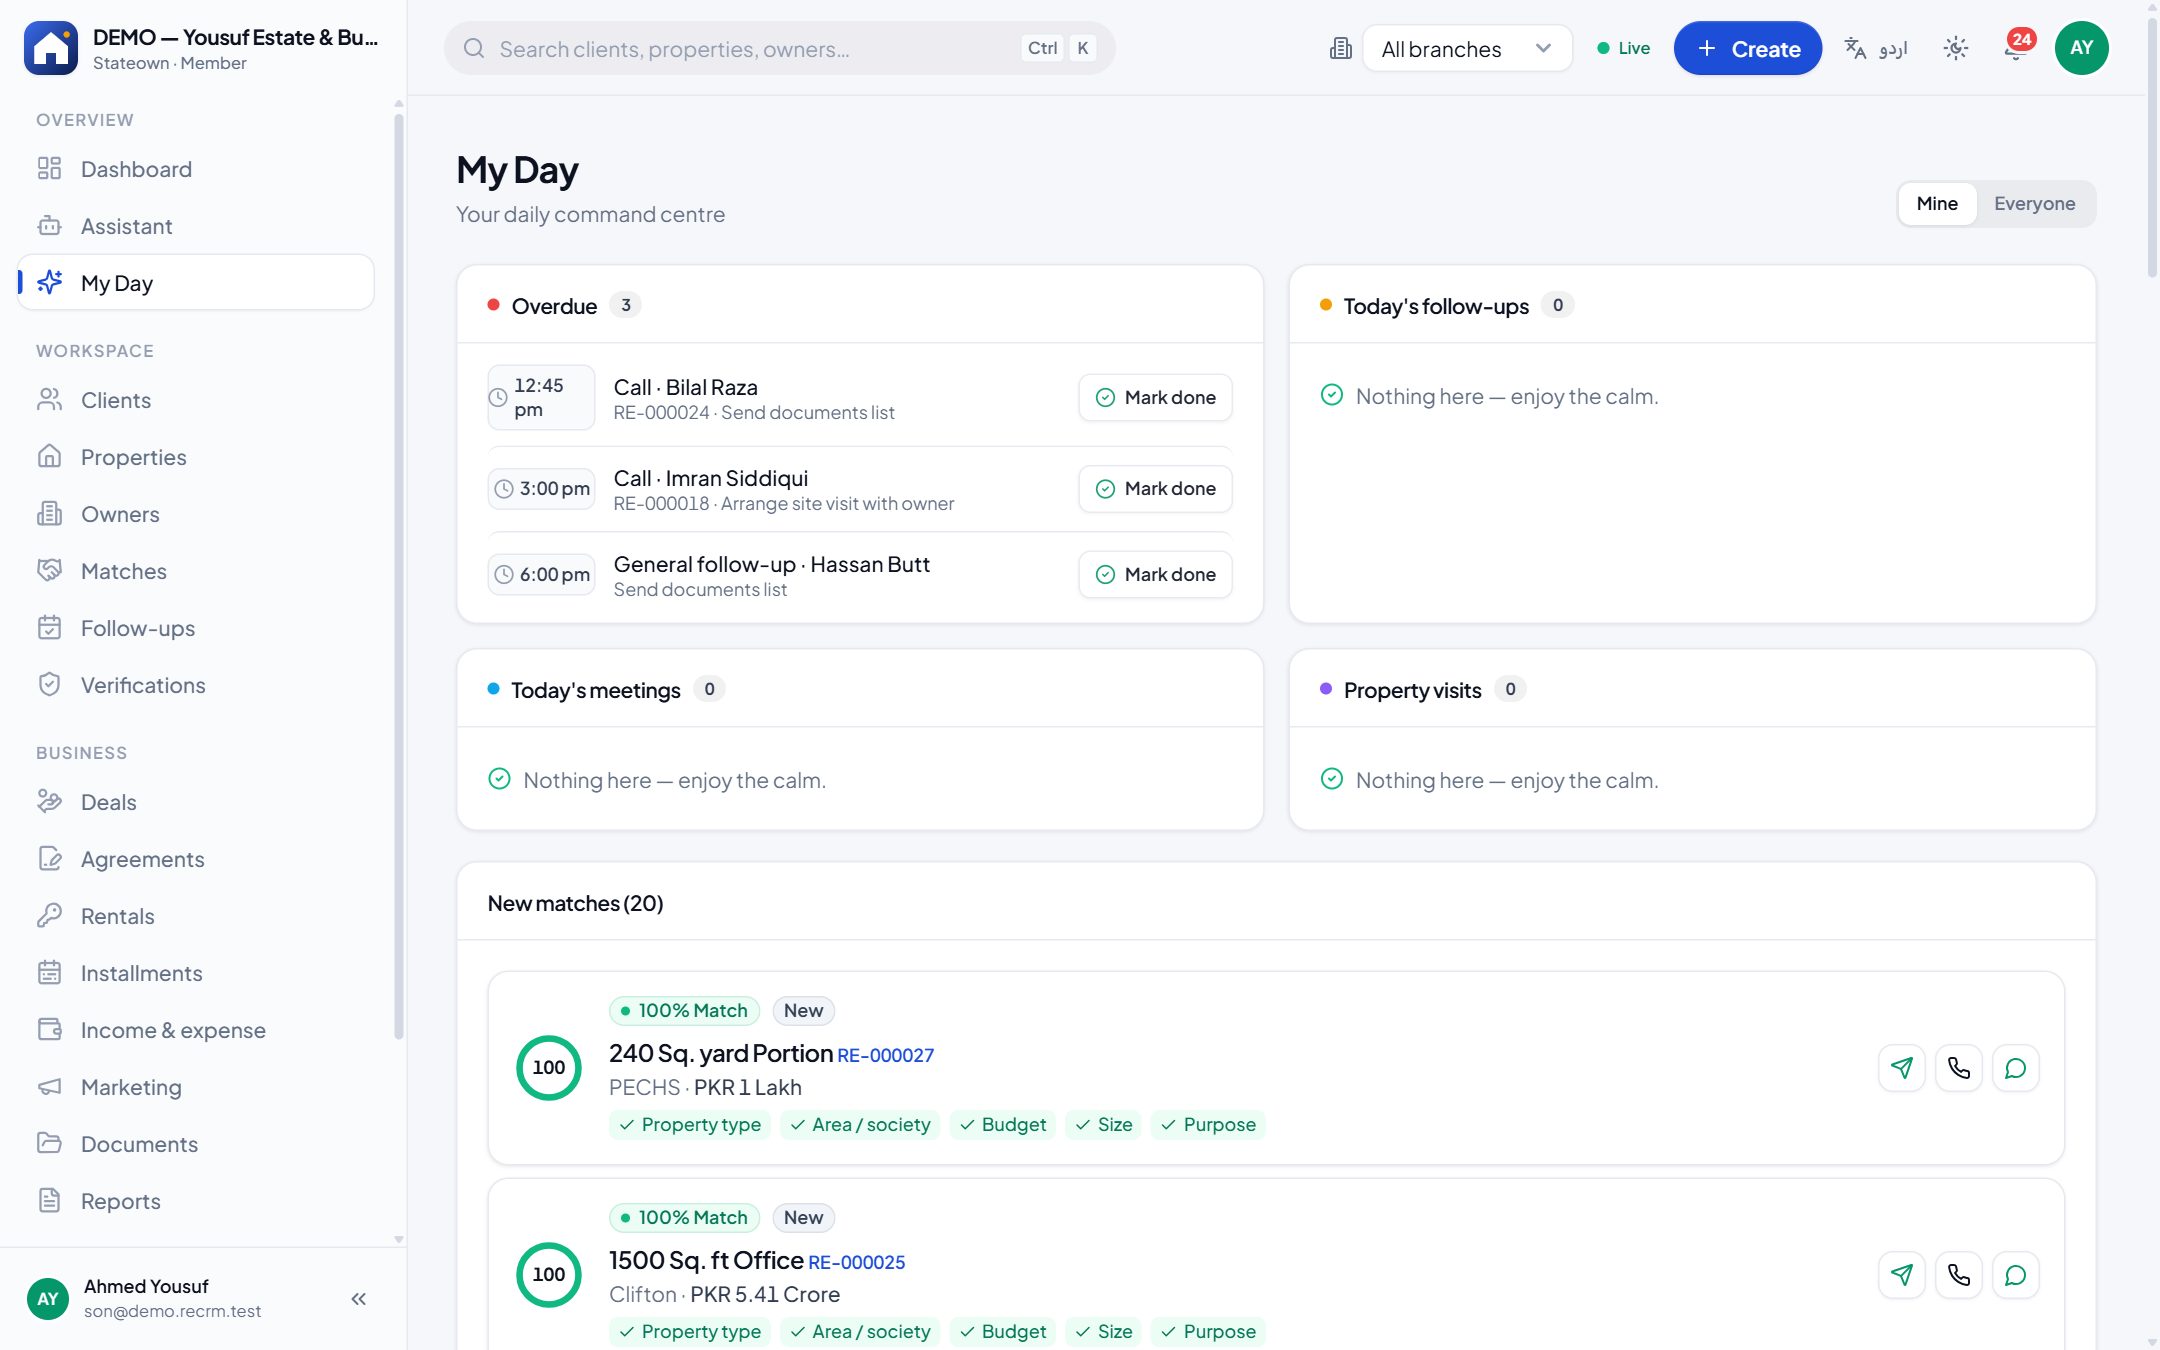 DEMO — Yousuf Estate & Bu...
Stateown · Member
OVERVIEW
Dashboard
Assistant
My Day
WORKSPACE
Clients
Properties
Owners
Matches
Follow-ups
Verifications
BUSINESS
Deals
Agreements
Rentals
Installments
Income & expense
Marketing
Documents
Reports
AY
Ahmed Yousuf
son@demo.recrm.test
Search clients, properties, owners...
Ctrl K
All branches
Live
Create
اردو
24
AY
My Day
Your daily command centre
Mine
Everyone
Overdue 3
12:45 pm
Call · Bilal Raza
RE-000024 · Send documents list
Mark done
3:00 pm
Call · Imran Siddiqui
RE-000018 · Arrange site visit with owner
Mark done
6:00 pm
General follow-up · Hassan Butt
Send documents list
Mark done
Today's follow-ups 0
Nothing here — enjoy the calm.
Today's meetings 0
Nothing here — enjoy the calm.
Property visits 0
Nothing here — enjoy the calm.
New matches (20)
100
100% Match New
240 Sq. yard Portion RE-000027
PECHS · PKR 1 Lakh
Property type Area / society Budget Size Purpose
100
100% Match New
1500 Sq. ft Office RE-000025
Clifton · PKR 5.41 Crore
Property type Area / society Budget Size Purpose